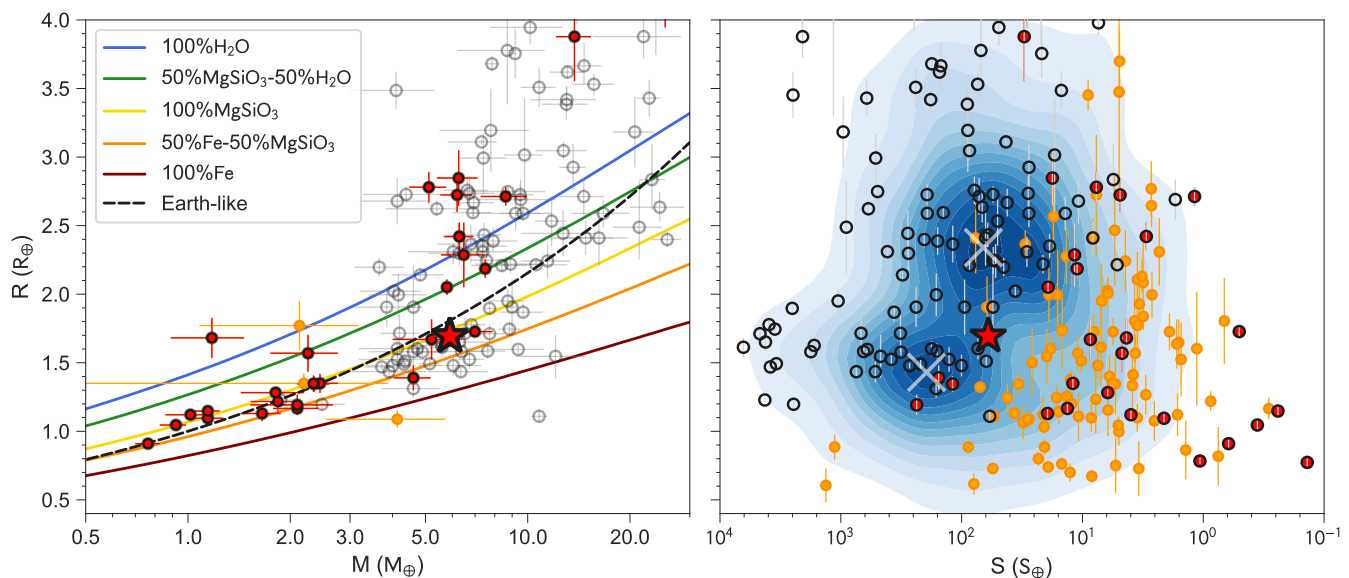 4.0
3.5
3.0
2.5
2.0
1.5
1.0
0.5
R (R⊕)
100%H₂O
50%MgSiO₃-50%H₂O
100%MgSiO₃
50%Fe-50%MgSiO₃
100%Fe
Earth-like
0.5 1.0 2.0 3.0 5.0 10.0 20.0
M (M⊕)
10⁴ 10³ 10² 10¹ 10⁰ 10⁻¹
S (S⊕)